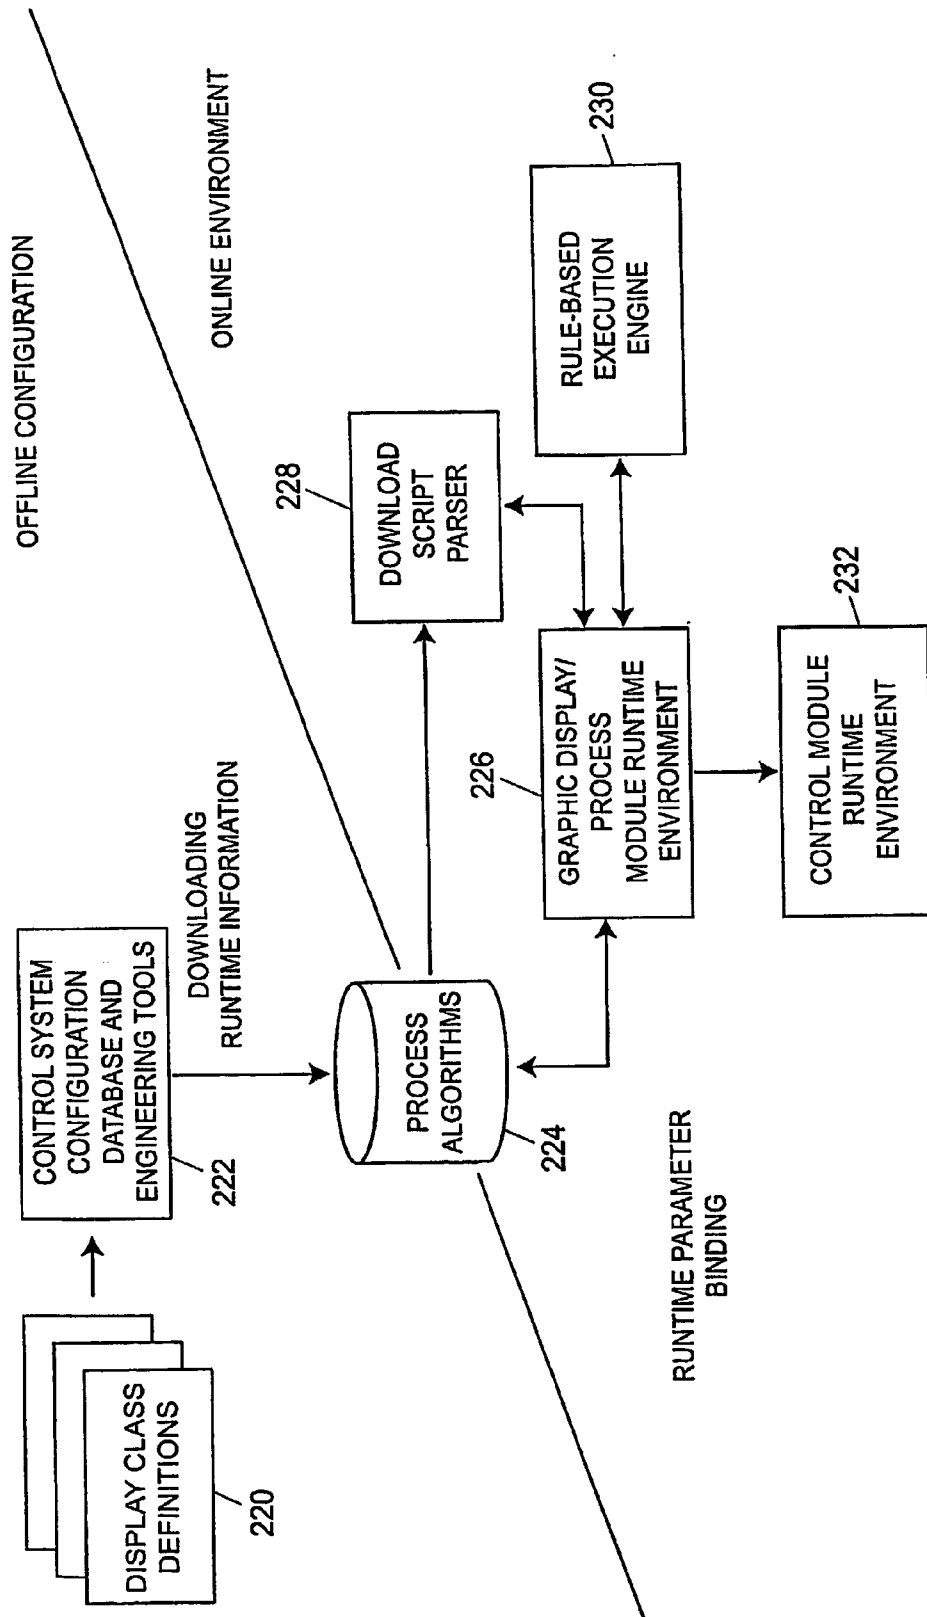 OFFLINE CONFIGURATION
ONLINE ENVIRONMENT
DISPLAY CLASS
DEFINITIONS
220
CONTROL SYSTEM
CONFIGURATION
DATABASE AND
ENGINEERING TOOLS
222
DOWNLOADING
RUNTIME INFORMATION
PROCESS
ALGORITHMS
224
228
DOWNLOAD
SCRIPT
PARSER
RUNTIME PARAMETER
BINDING
226
GRAPHIC DISPLAY/
PROCESS
MODULE RUNTIME
ENVIRONMENT
230
RULE-BASED
EXECUTION
ENGINE
232
CONTROL MODULE
RUNTIME
ENVIRONMENT